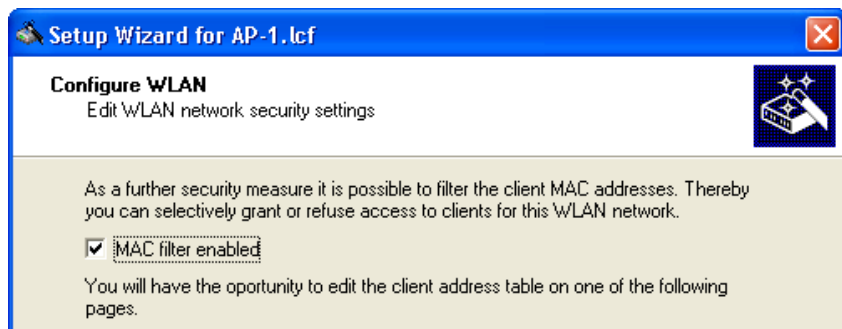 Setup Wizard for AP-1.lcf
Configure WLAN
Edit WLAN network security settings
As a further security measure it is possible to filter the client MAC addresses. Thereby
you can selectively grant or refuse access to clients for this WLAN network.
MAC filter enabled
You will have the oportunity to edit the client address table on one of the following
pages.